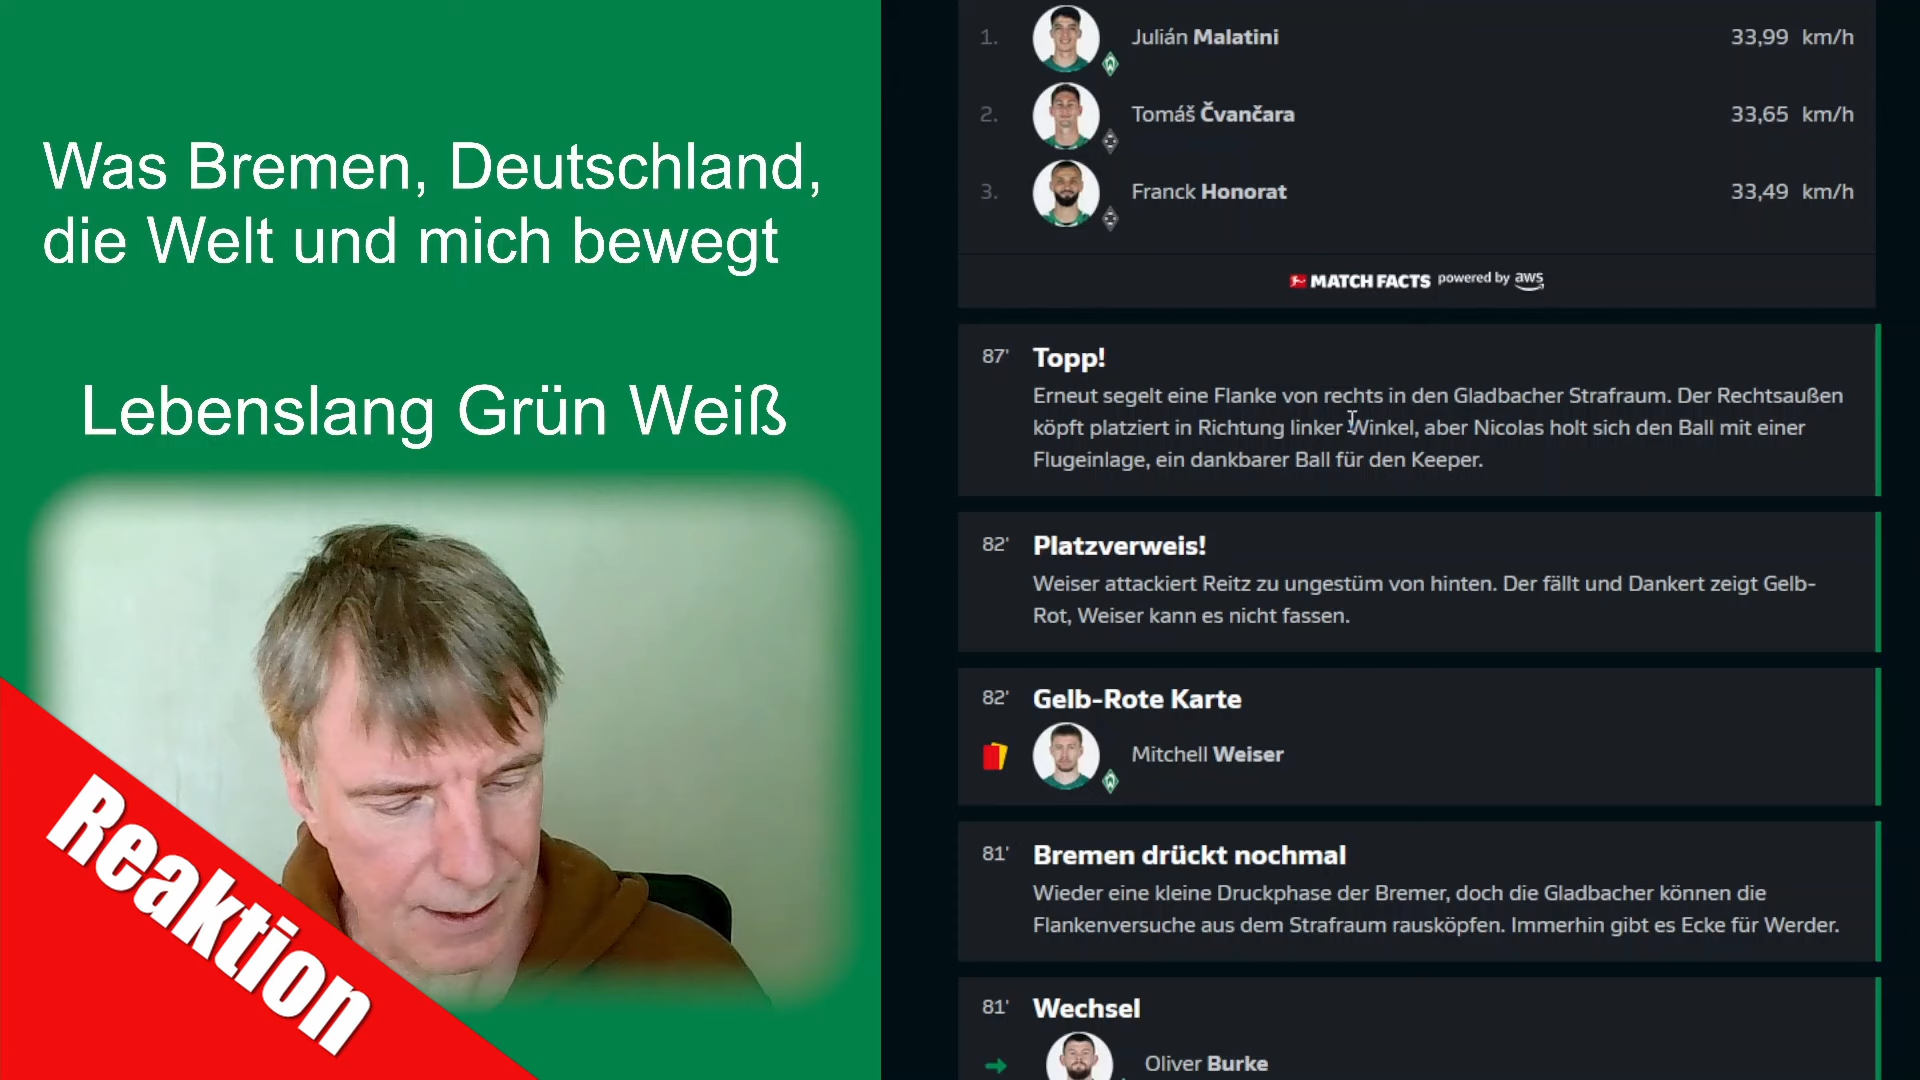 Was Bremen, Deutschland,
die Welt und mich bewegt
Lebenslang Grün Weiß
Reaktion
1. Julián Malatini 33,99 km/h
2. Tomáš Čvančara 33,65 km/h
3. Franck Honorat 33,49 km/h
MATCH FACTS powered by aws
87' Topp!
Erneut segelt eine Flanke von rechts in den Gladbacher Strafraum. Der Rechtsaußen
köpft platziert in Richtung linker Winkel, aber Nicolas holt sich den Ball mit einer
Flugeinlage, ein dankbarer Ball für den Keeper.
82' Platzverweis!
Weiser attackiert Reitz zu ungestüm von hinten. Der fällt und Dankert zeigt Gelb-
Rot, Weiser kann es nicht fassen.
82' Gelb-Rote Karte
Mitchell Weiser
81' Bremen drückt nochmal
Wieder eine kleine Druckphase der Bremer, doch die Gladbacher können die
Flankenversuche aus dem Strafraum rausköpfen. Immerhin gibt es Ecke für Werder.
81' Wechsel
Oliver Burke